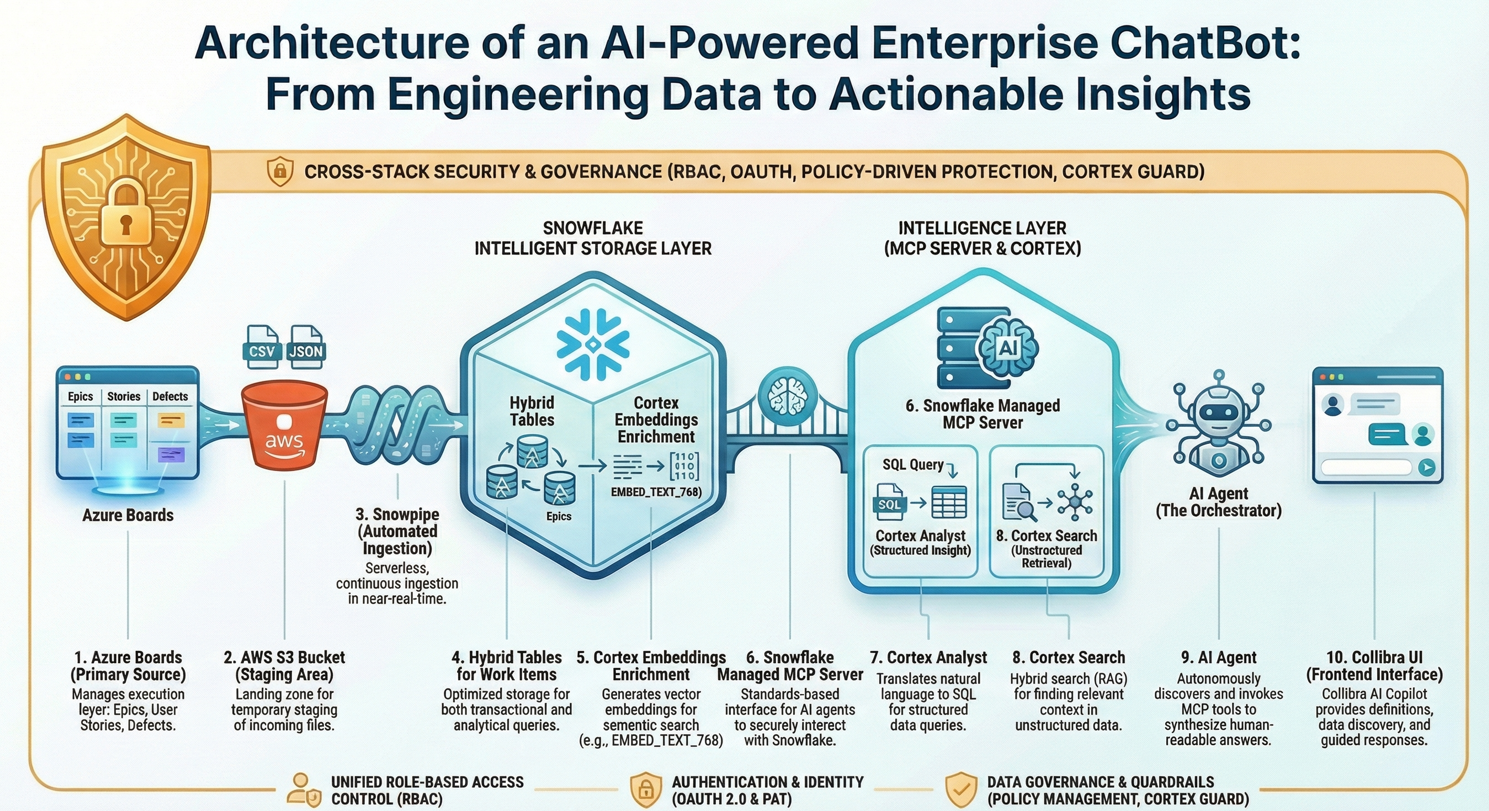 Architecture of an AI-Powered Enterprise ChatBot:
From Engineering Data to Actionable Insights
CROSS-STACK SECURITY & GOVERNANCE (RBAC, OAUTH, POLICY-DRIVEN PROTECTION, CORTEX GUARD)
SNOWFLAKE
INTELLIGENT STORAGE LAYER
INTELLIGENCE LAYER
(MCP SERVER & CORTEX)
Epics
Stories
Defects
Azure Boards
CSV
JSON
aws
3. Snowpipe
(Automated
Ingestion)
Serverless,
continuous ingestion
in near-real-time.
Hybrid
Tables
Epics
Cortex
Embeddings
Enrichment
110
010
110
EMBED_TEXT_768)
AI
6. Snowflake Managed
MCP Server
SQL Query
SQL
Cortex Analyst
(Structured Insight)
8. Cortex Search
(Unstroctured
Retrieval)
AI Agent
(The Orchestrator)
1. Azure Boards
(Primary Source)
Manages execution
layer: Epics, User
Stories, Defects.
2. AWS S3 Bucket
(Staging Area)
Landing zone for
temporary staging
of incoming files.
4. Hybrid Tables
for Work Items
Optimized storage for
both transactional and
analytical queries.
5. Cortex Embeddings
Enrichment
Generates vector
embeddings for
sementic search
(e.g., EMBED_TEXT_768)
6. Snowflake
Managed MCP Server
Standards-based
interface for AI agents
to securely interact
with Snowflake.
7. Cortex Analyst
Translates natural
language to SQL
for structured
data queries.
8. Cortex Search
Hybrid search (RAG)
for finding relevant
context in
unstructured data.
9. AI Agent
Autonomously
discovers and invokes
MCP tools to
synthesize human-
readable answers.
10. Collibra UI
(Frontend Interface)
Collibra AI Copilot
provides definitions,
data discovery, and
guided responses.
UNIFIED ROLE-BASED ACCESS
CONTROL (RBAC)
AUTHENTICATION & IDENTITY
(OAUTH 2.0 & PAT)
DATA GOVERNANCE & QUARDRAILS
(POLICY MANAGEMENT, CORTEX GUARD)